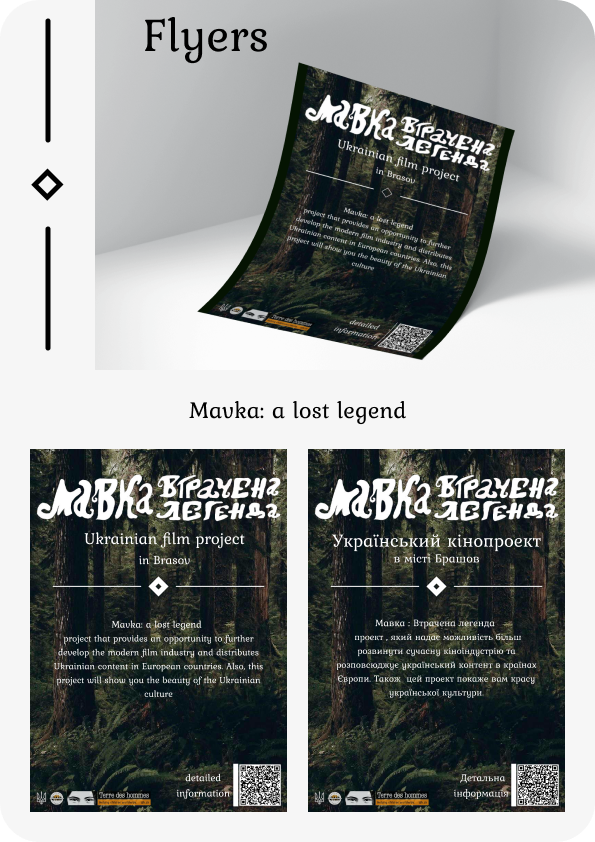 Flyers
Мавка Втрачена
легенда
Ukrainian film project
in Brasov
Mavka: a lost legend
project that provides an opportunity to further
develop the modern film industry and distributes
Ukrainian content in European countries. Also, this
project will show you the beauty of the Ukrainian
culture
Terre des hommes
detailed
information
Mavka: a lost legend
Мавка Втрачена
легенда
Ukrainian film project
in Brasov
Mavka: a lost legend
project that provides an opportunity to further
develop the modern film industry and distributes
Ukrainian content in European countries. Also, this
project will show you the beauty of the Ukrainian
culture
Terre des hommes
detailed
information
Мавка Втрачена
легенда
Український кінопроект
в місті Брашов
Мавка : Втрачена легенда
проект , який надає можливість більш
розвинути сучасну кіноіндустрію та
розповсюджує український контент в країнах
Європи. Також цей проект покаже вам красу
української культури.
Terre des hommes
Детальна
інформація